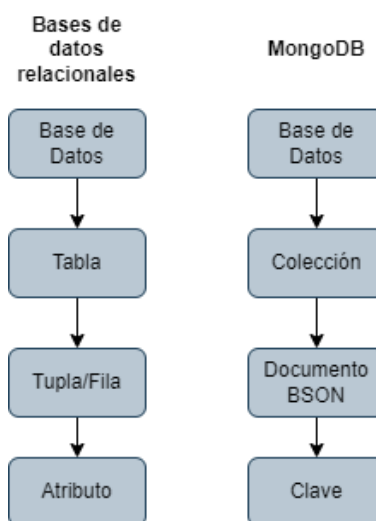 Bases de
datos
relacionales
MongoDB
Base de
Datos
Base de
Datos
Tabla
Colección
Tupla/Fila
Documento
BSON
Atributo
Clave